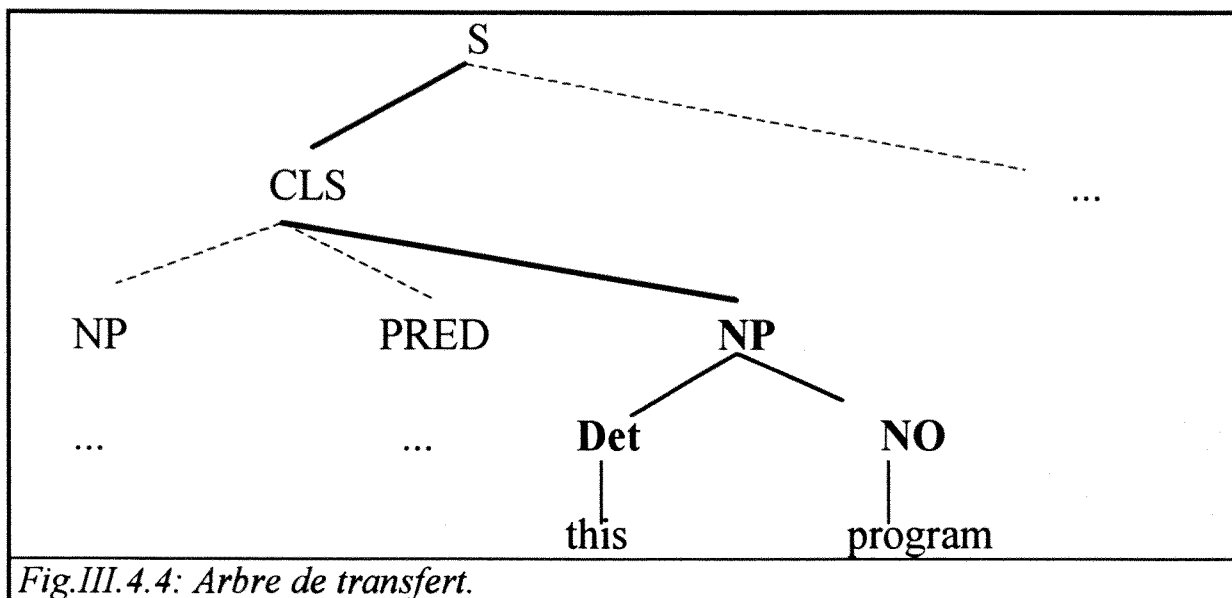 S
CLS
...
NP PRED NP
... ... Det NO
this program
Fig.III.4.4: Arbre de transfert.